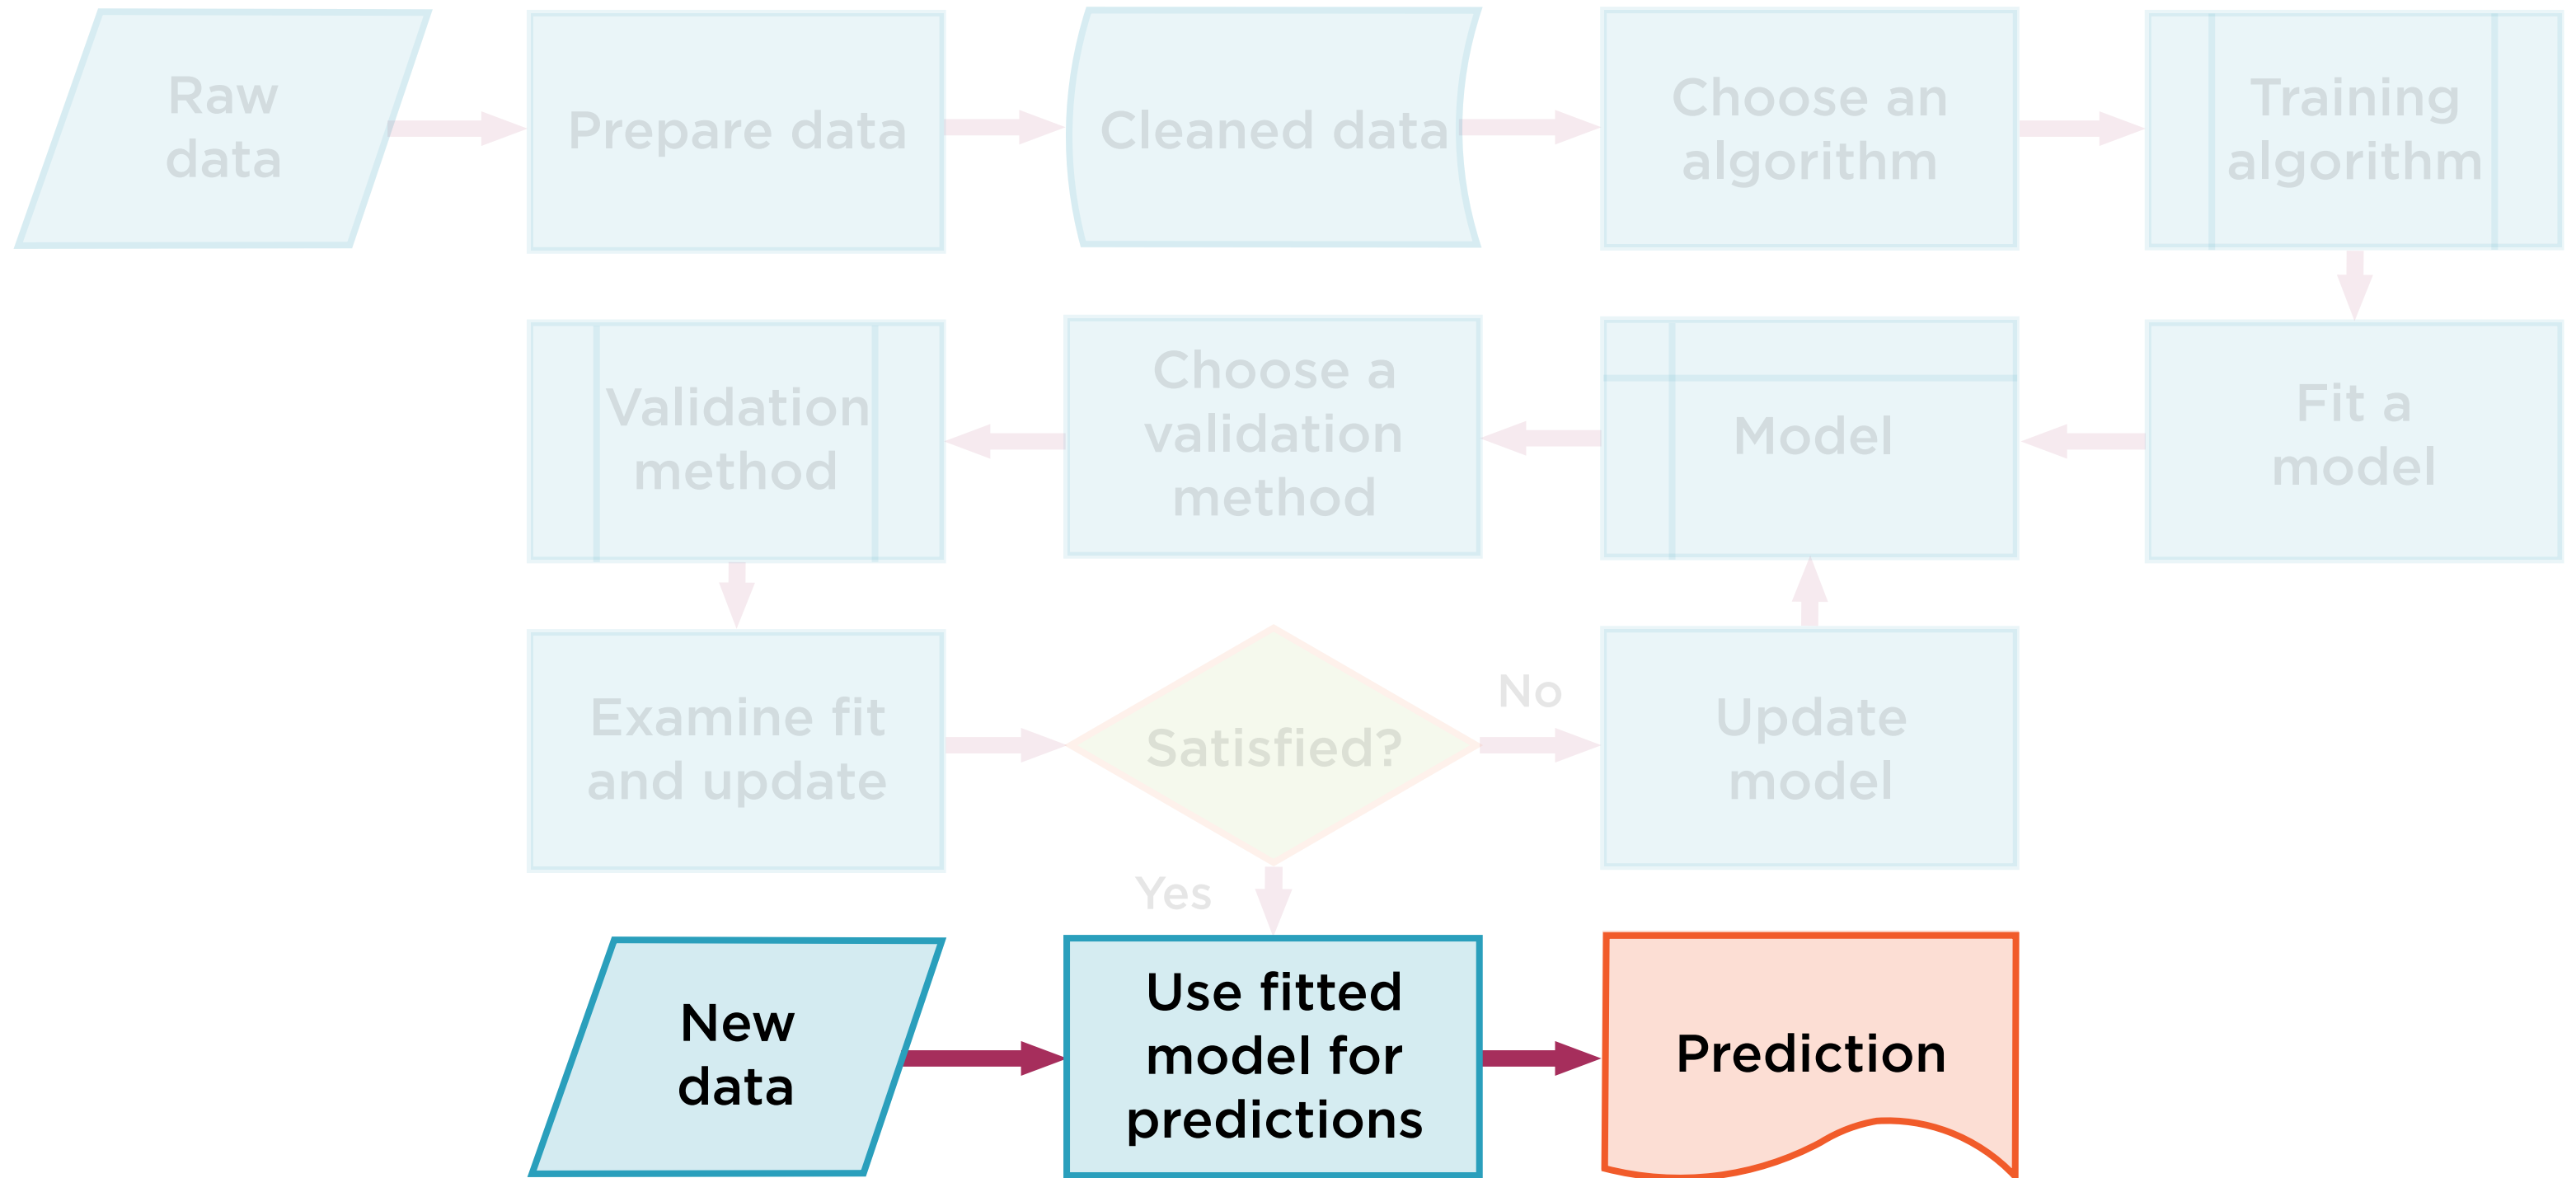 Raw
data
Prepare data
Cleaned data
Choose an
algorithm
Training
algorithm
Validation
method
Choose a
validation
method
Model
Fit a
model
Examine fit
and update
Satisfied?
No
Update
model
Yes
New
data
Use fitted
model for
predictions
Prediction